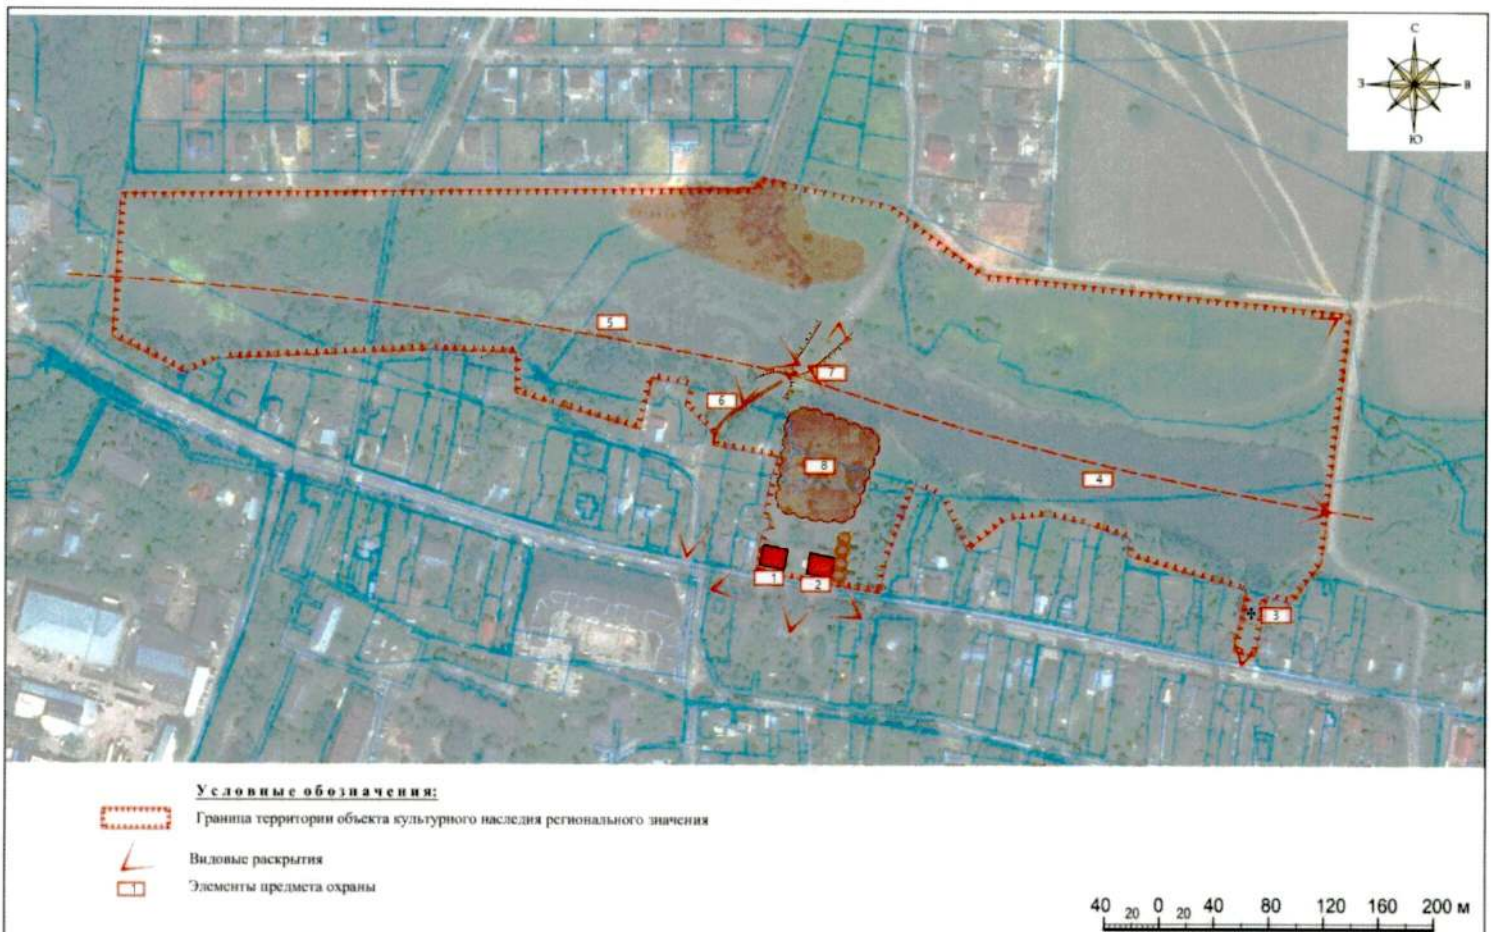 С
З
В
Ю
5
7
6
8
4
1
2
3
Условные обозначения:
Граница территории объекта культурного наследия регионального значения
Видовые раскрытия
1
Элементы предмета охраны
40 20 0 20 40 80 120 160 200 м